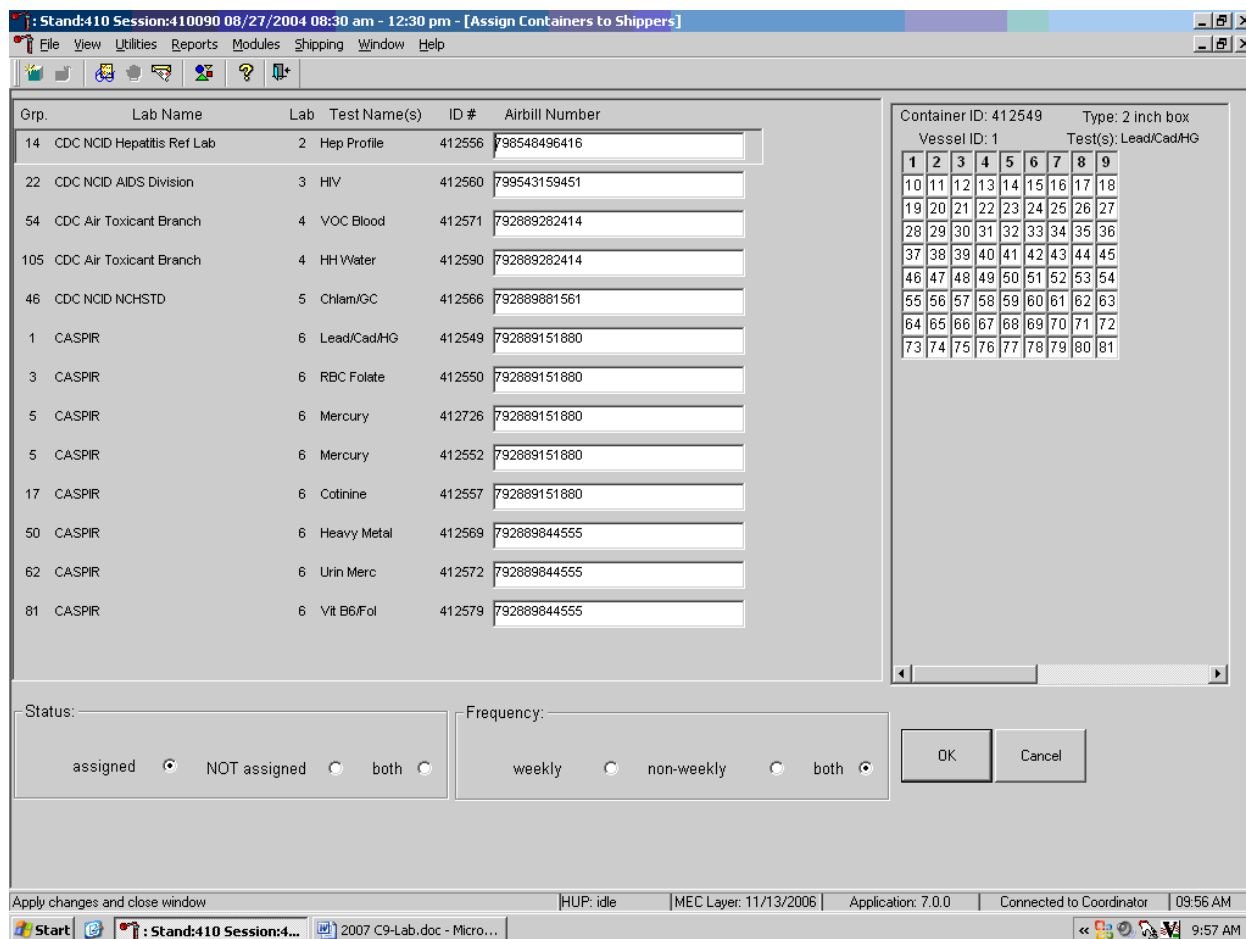 : Stand:410 Session:410090 08/27/2004 08:30 am - 12:30 pm - [Assign Containers to Shippers]
File View Utilities Reports Modules Shipping Window Help
Grp. Lab Name Lab Test Name(s) ID # Airbill Number
14 CDC NCID Hepatitis Ref Lab 2 Hep Profile 412556 798548496416
22 CDC NCID AIDS Division 3 HIV 412560 799543159451
54 CDC Air Toxicant Branch 4 VOC Blood 412571 792889282414
105 CDC Air Toxicant Branch 4 HH Water 412590 792889282414
46 CDC NCID NCHSTD 5 Chlam/GC 412566 792889881561
1 CASPIR 6 Lead/Cad/HG 412549 792889151880
3 CASPIR 6 RBC Folate 412550 792889151880
5 CASPIR 6 Mercury 412726 792889151880
5 CASPIR 6 Mercury 412552 792889151880
17 CASPIR 6 Cotinine 412557 792889151880
50 CASPIR 6 Heavy Metal 412569 792889844555
62 CASPIR 6 Urin Merc 412572 792889844555
81 CASPIR 6 Vit B6/Fol 412579 792889844555
Container ID: 412549 Type: 2 inch box
Vessel ID: 1 Test(s): Lead/Cad/HG
1 2 3 4 5 6 7 8 9
10 11 12 13 14 15 16 17 18
19 20 21 22 23 24 25 26 27
28 29 30 31 32 33 34 35 36
37 38 39 40 41 42 43 44 45
46 47 48 49 50 51 52 53 54
55 56 57 58 59 60 61 62 63
64 65 66 67 68 69 70 71 72
73 74 75 76 77 78 79 80 81
Status:
assigned NOT assigned both
Frequency:
weekly non-weekly both
OK Cancel
Apply changes and close window HUP: idle MEC Layer: 11/13/2006 Application: 7.0.0 Connected to Coordinator 09:56 AM
Start : Stand:410 Session:4... 2007 C9-Lab.doc - Micro... « 9:57 AM